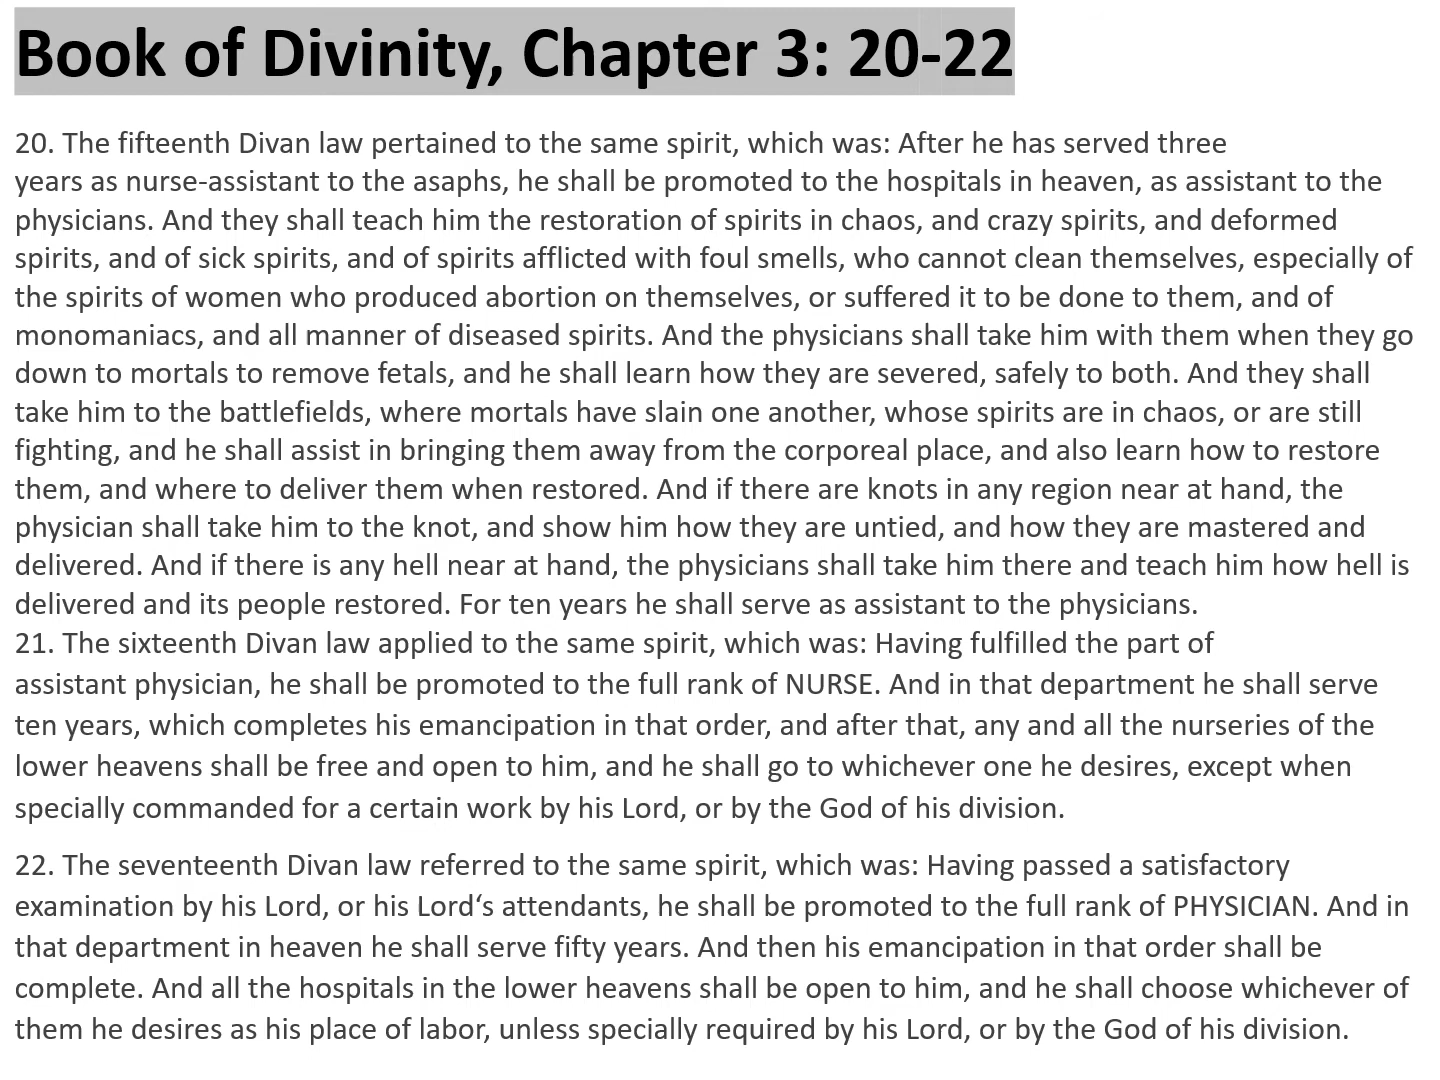 Book of Divinity, Chapter 3: 20-22
20. The fifteenth Divan law pertained to the same spirit, which was: After he has served three
years as nurse-assistant to the asaphs, he shall be promoted to the hospitals in heaven, as assistant to the
physicians. And they shall teach him the restoration of spirits in chaos, and crazy spirits, and deformed
spirits, and of sick spirits, and of spirits afflicted with foul smells, who cannot clean themselves, especially of
the spirits of women who produced abortion on themselves, or suffered it to be done to them, and of
monomaniacs, and all manner of diseased spirits. And the physicians shall take him with them when they go
down to mortals to remove fetals, and he shall learn how they are severed, safely to both. And they shall
take him to the battlefields, where mortals have slain one another, whose spirits are in chaos, or are still
fighting, and he shall assist in bringing them away from the corporeal place, and also learn how to restore
them, and where to deliver them when restored. And if there are knots in any region near at hand, the
physician shall take him to the knot, and show him how they are untied, and how they are mastered and
delivered. And if there is any hell near at hand, the physicians shall take him there and teach him how hell is
delivered and its people restored. For ten years he shall serve as assistant to the physicians.
21. The sixteenth Divan law applied to the same spirit, which was: Having fulfilled the part of
assistant physician, he shall be promoted to the full rank of NURSE. And in that department he shall serve
ten years, which completes his emancipation in that order, and after that, any and all the nurseries of the
lower heavens shall be free and open to him, and he shall go to whichever one he desires, except when
specially commanded for a certain work by his Lord, or by the God of his division.
22. The seventeenth Divan law referred to the same spirit, which was: Having passed a satisfactory
examination by his Lord, or his Lord‘s attendants, he shall be promoted to the full rank of PHYSICIAN. And in
that department in heaven he shall serve fifty years. And then his emancipation in that order shall be
complete. And all the hospitals in the lower heavens shall be open to him, and he shall choose whichever of
them he desires as his place of labor, unless specially required by his Lord, or by the God of his division.